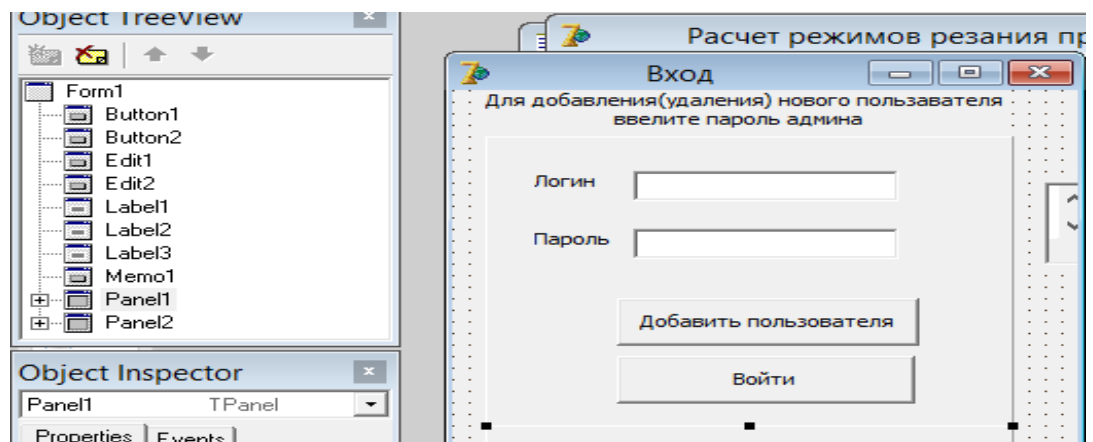 Object TreeView
Form1
Button1
Button2
Edit1
Edit2
Label1
Label2
Label3
Memo1
Panel1
Panel2
Object Inspector
Panel1 TPanel
Properties Events
Расчет режимов резания пр
Вход
Для добавления(удаления) нового пользавателя
ввелите пароль админа
Логин
Пароль
Добавить пользователя
Войти